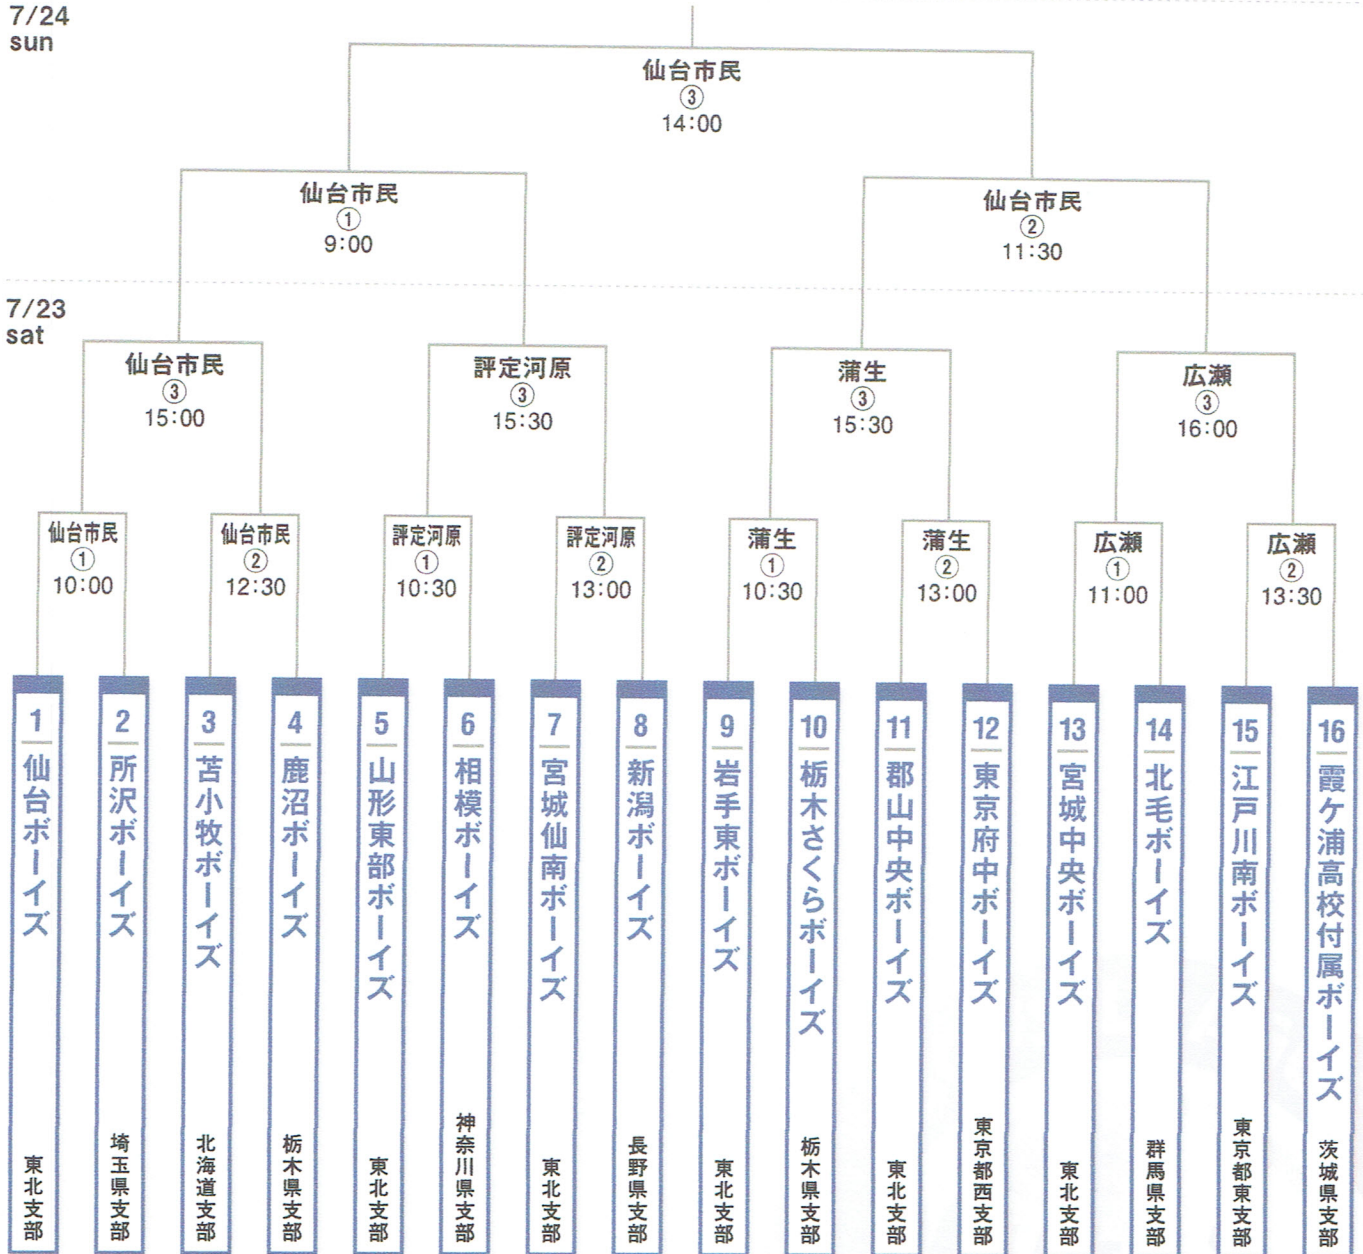 7/24
sun
仙台市民
③
14:00
仙台市民
①
9:00
仙台市民
②
11:30
7/23
sat
仙台市民
③
15:00
評定河原
③
15:30
蒲生
③
15:30
広瀬
③
16:00
仙台市民
①
10:00
仙台市民
②
12:30
評定河原
①
10:30
評定河原
②
13:00
蒲生
①
10:30
蒲生
②
13:00
広瀬
①
11:00
広瀬
②
13:30
1
仙台ボーイズ
東北支部
2
所沢ボーイズ
埼玉県支部
3
苫小牧ボーイズ
北海道支部
4
鹿沼ボーイズ
栃木県支部
5
山形東部ボーイズ
東北支部
6
相模ボーイズ
神奈川県支部
7
宮城仙南ボーイズ
東北支部
8
新潟ボーイズ
長野県支部
9
岩手東ボーイズ
東北支部
10
栃木さくらボーイズ
栃木県支部
11
郡山中央ボーイズ
東北支部
12
東京府中ボーイズ
東京都西支部
13
宮城中央ボーイズ
東北支部
14
北毛ボーイズ
群馬県支部
15
江戸川南ボーイズ
東京都東支部
16
霞ケ浦高校付属ボーイズ
茨城県支部